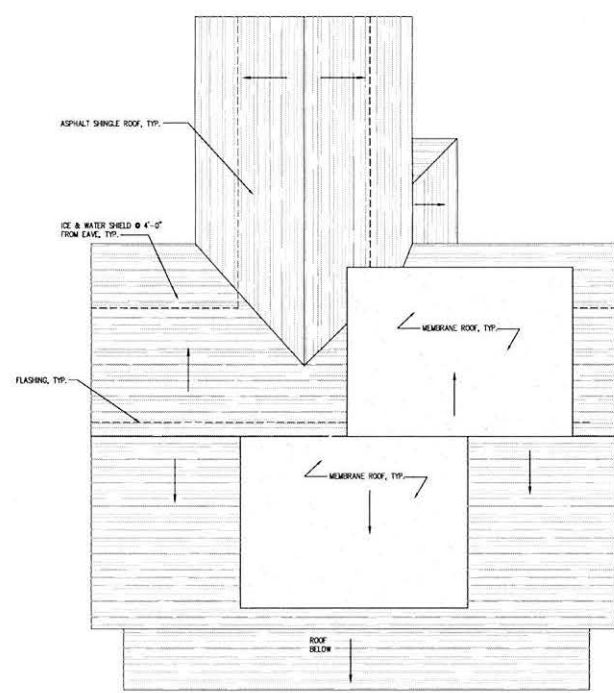 ASPHALT SHINGLE ROOF, TYP.
ICE & WATER SHIELD @ 4'-0"
FROM EAVE, TYP.
MEMBRANE ROOF, TYP.
FLASHING, TYP.
MEMBRANE ROOF, TYP.
ROOF
BELOW